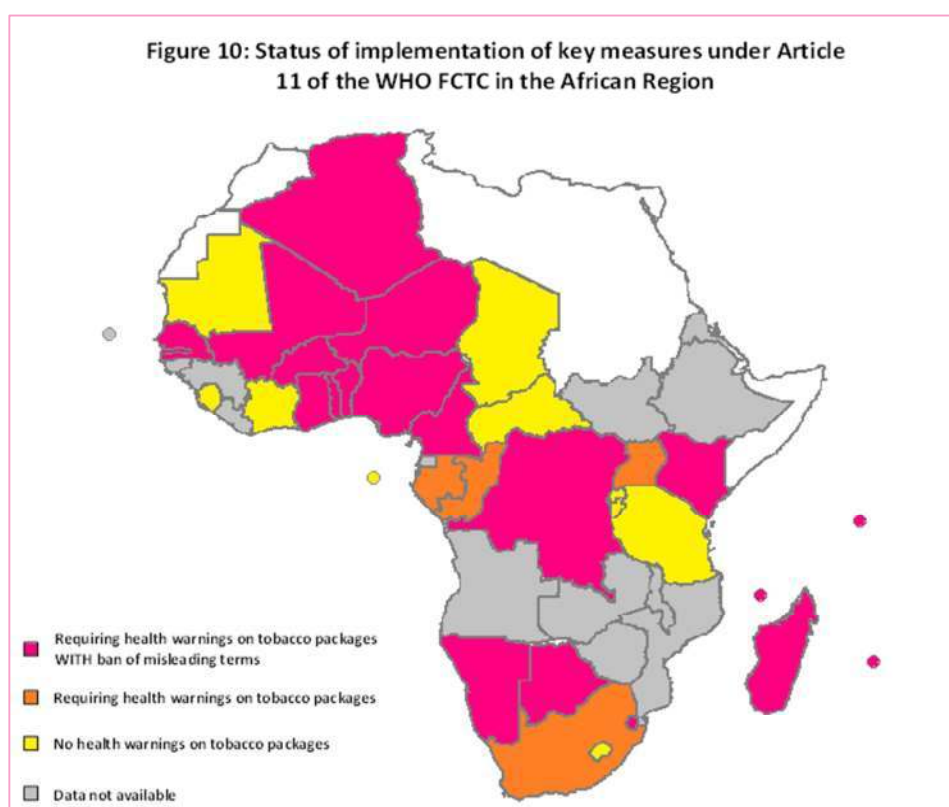 Figure 10: Status of implementation of key measures under Article
11 of the WHO FCTC in the African Region
Requiring health warnings on tobacco packages
WITH ban of misleading terms
Requiring health warnings on tobacco packages
No health warnings on tobacco packages
Data not available